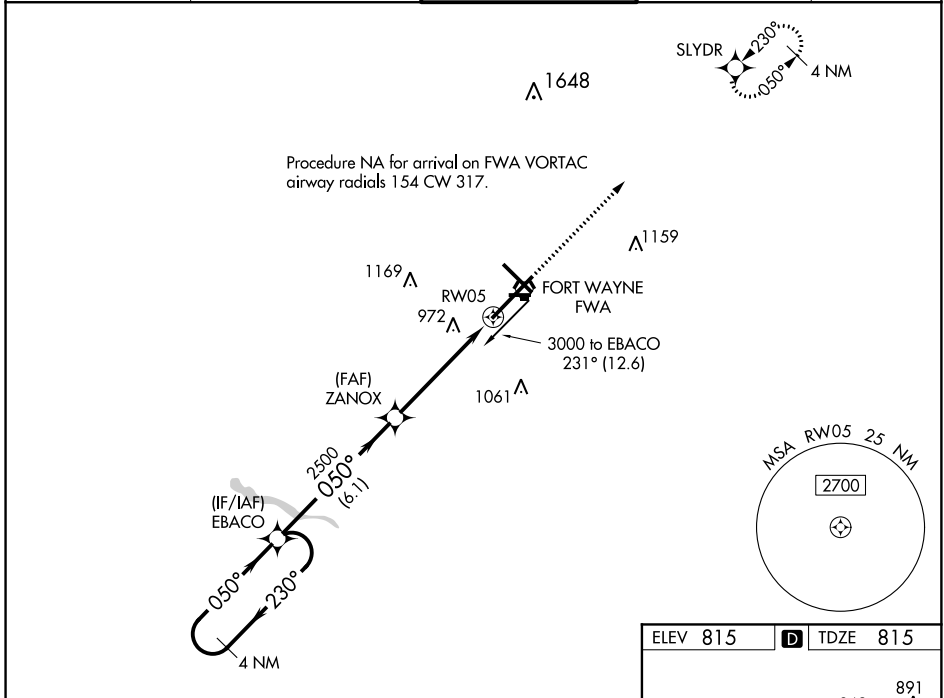 SLYDR
230°
050°
4 NM
1648
Procedure NA for arrival on FWA VORTAC
airway radials 154 CW 317.
1159
1169
RW05
972
FORT WAYNE
FWA
3000 to EBACO
231° (12.6)
(FAF)
ZANOX
1061
2500
050°
(6.1)
(IF/IAF)
EBACO
050°
230°
4 NM
MSA RW05 25 NM
2700
ELEV 815 D TDZE 815
891